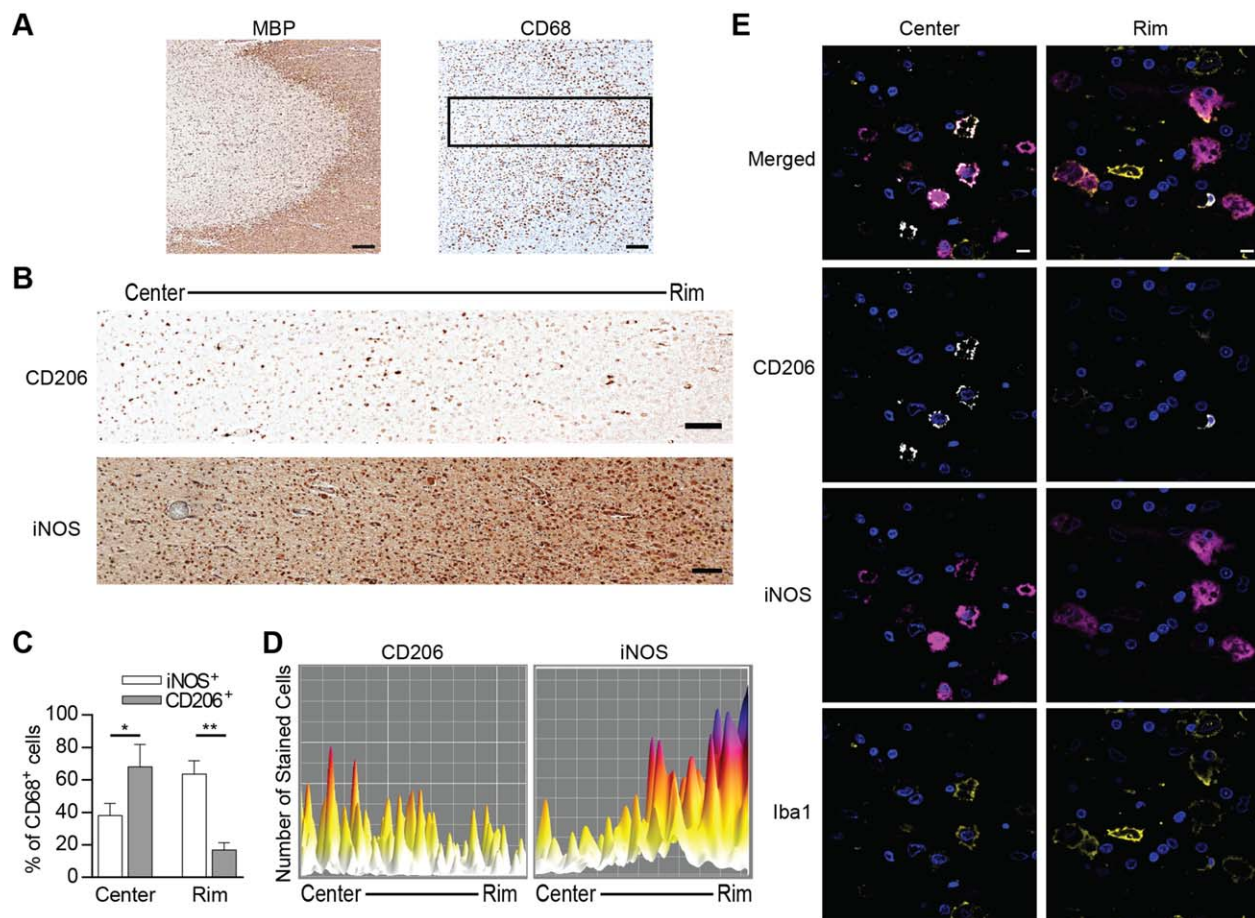 A
MBP
CD68
B
Center
Rim
CD206
iNOS
C
iNOS+
CD206+
% of CD68+ cells
100
80
60
40
20
0
*
**
Center
Rim
D
CD206
iNOS
Number of Stained Cells
Center
Rim
Center
Rim
E
Center
Rim
Merged
CD206
iNOS
Iba1